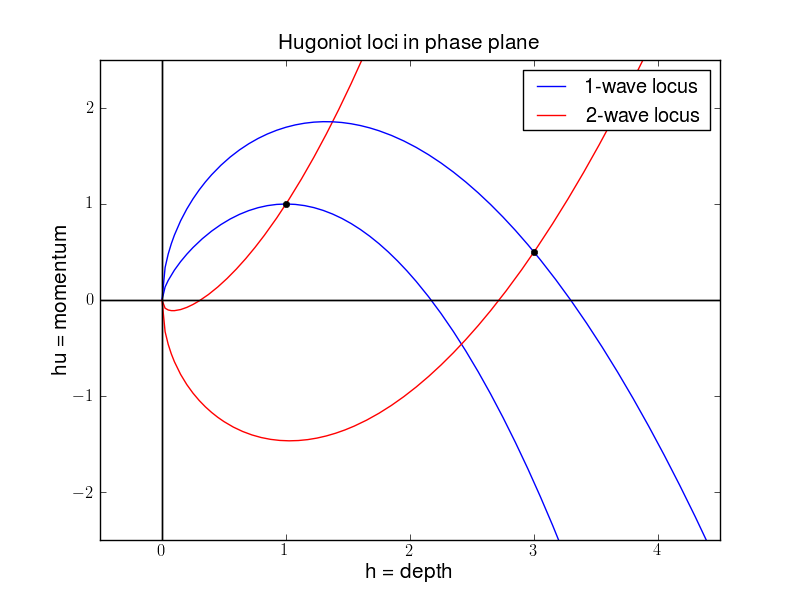 Hugoniot loci in phase plane
1-wave locus
2-wave locus
2
1
0
−1
−2
hu = momentum
0 1 2 3 4
h = depth